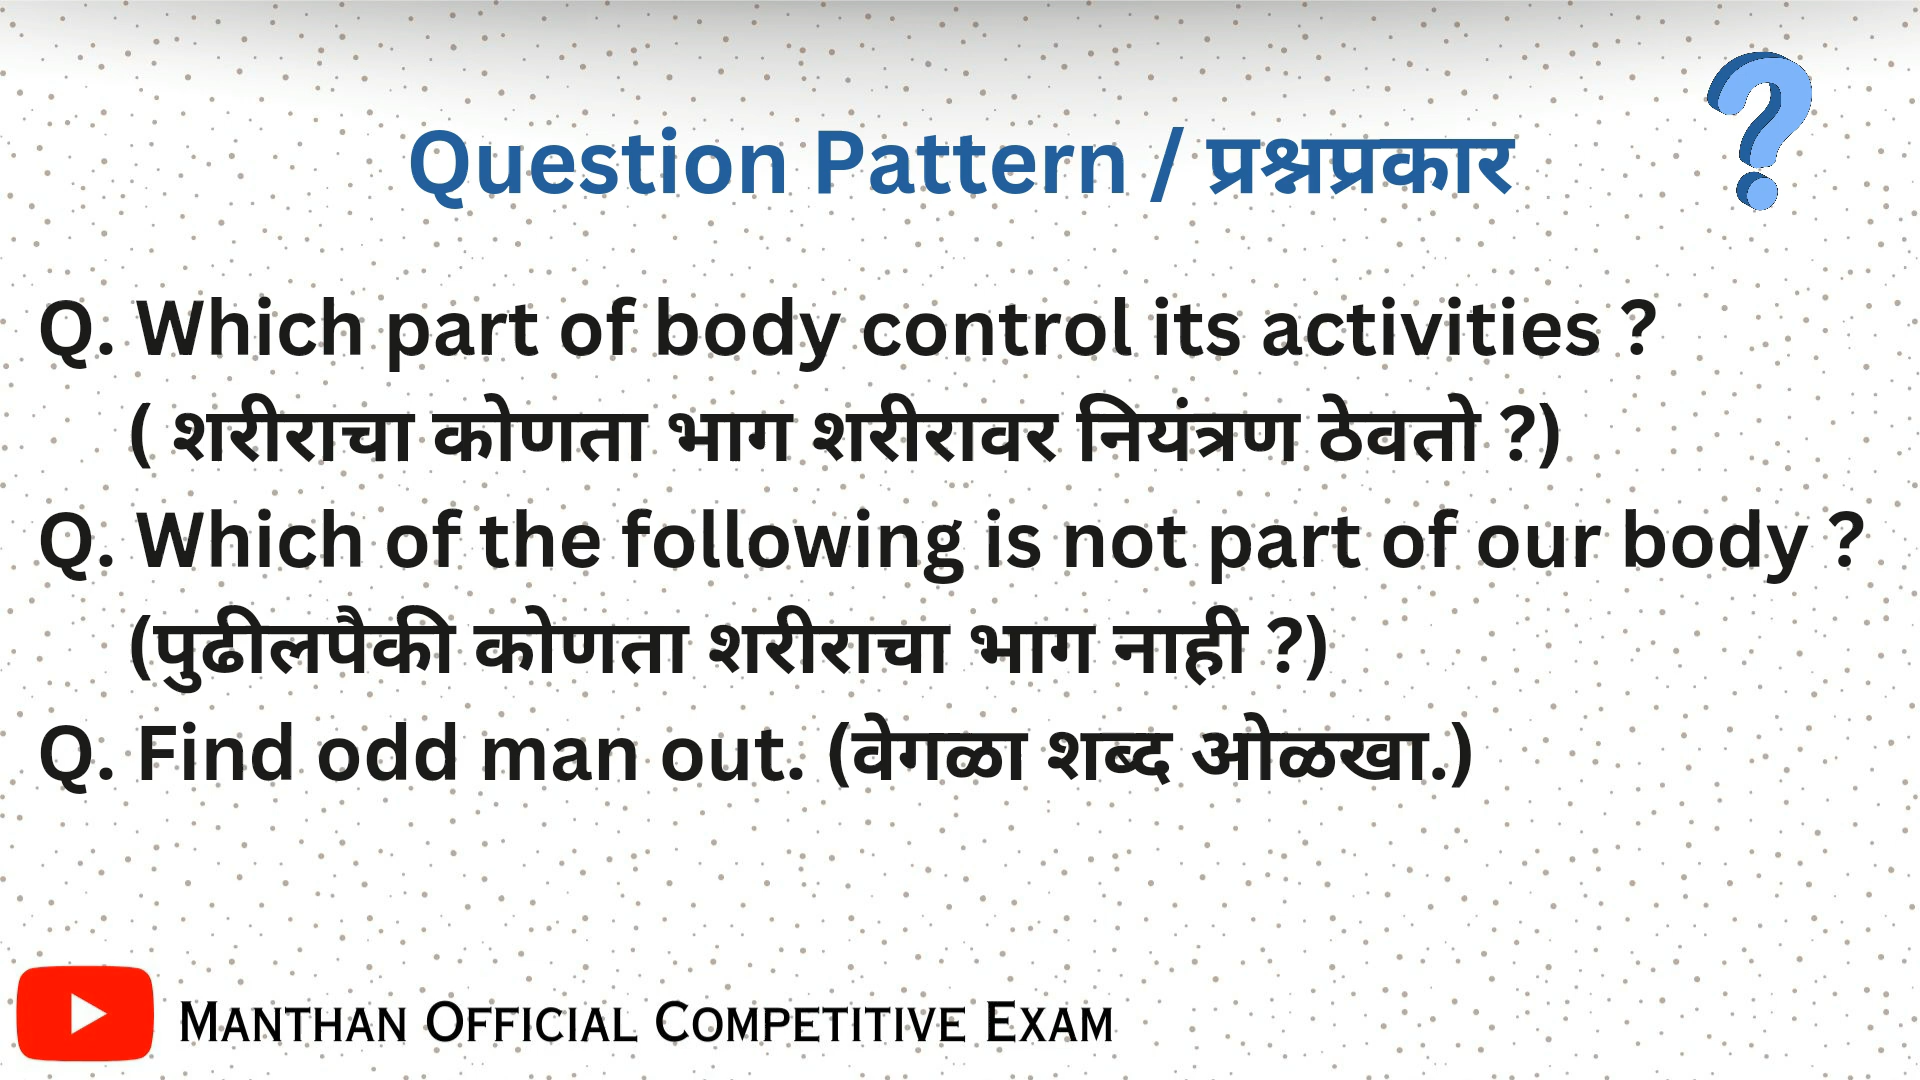 Question Pattern / प्रश्नप्रकार
Q. Which part of body control its activities ?
( शरीराचा कोणता भाग शरीरावर नियंत्रण ठेवतो ?)
Q. Which of the following is not part of our body ?
(पुढीलपैकी कोणता शरीराचा भाग नाही ?)
Q. Find odd man out. (वेगळा शब्द ओळखा.)
Manthan Official Competitive Exam